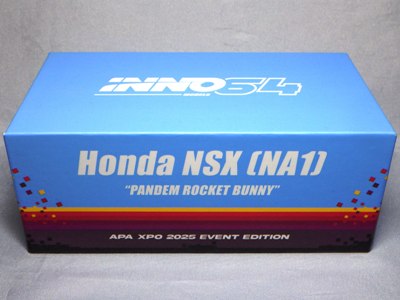 INNO64
Honda NSX (NA1)
"PANDEM ROCKET BUNNY"
APA XPO 2025 EVENT EDITION